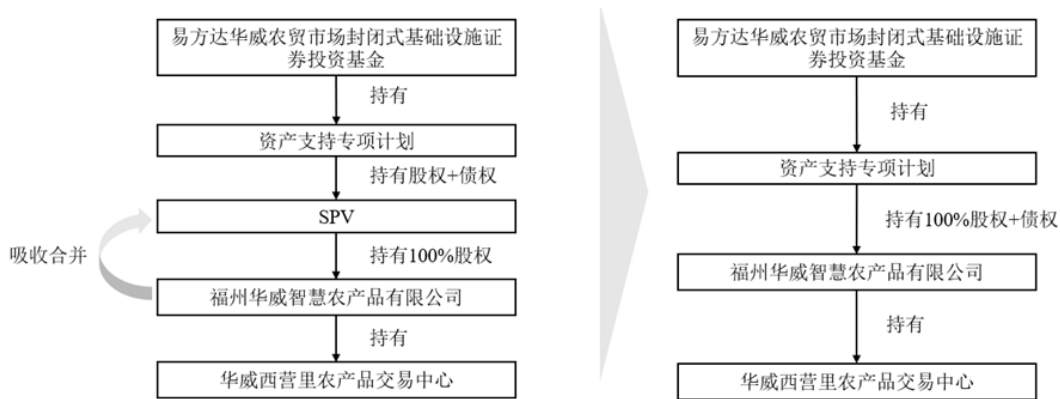 易方达华威农贸市场封闭式基础设施证
券投资基金
持有
资产支持专项计划
持有股权+债权
SPV
吸收合并
持有100%股权
福州华威智慧农产品有限公司
持有
华威西营里农产品交易中心
易方达华威农贸市场封闭式基础设施证
券投资基金
持有
资产支持专项计划
持有100%股权+债权
福州华威智慧农产品有限公司
持有
华威西营里农产品交易中心